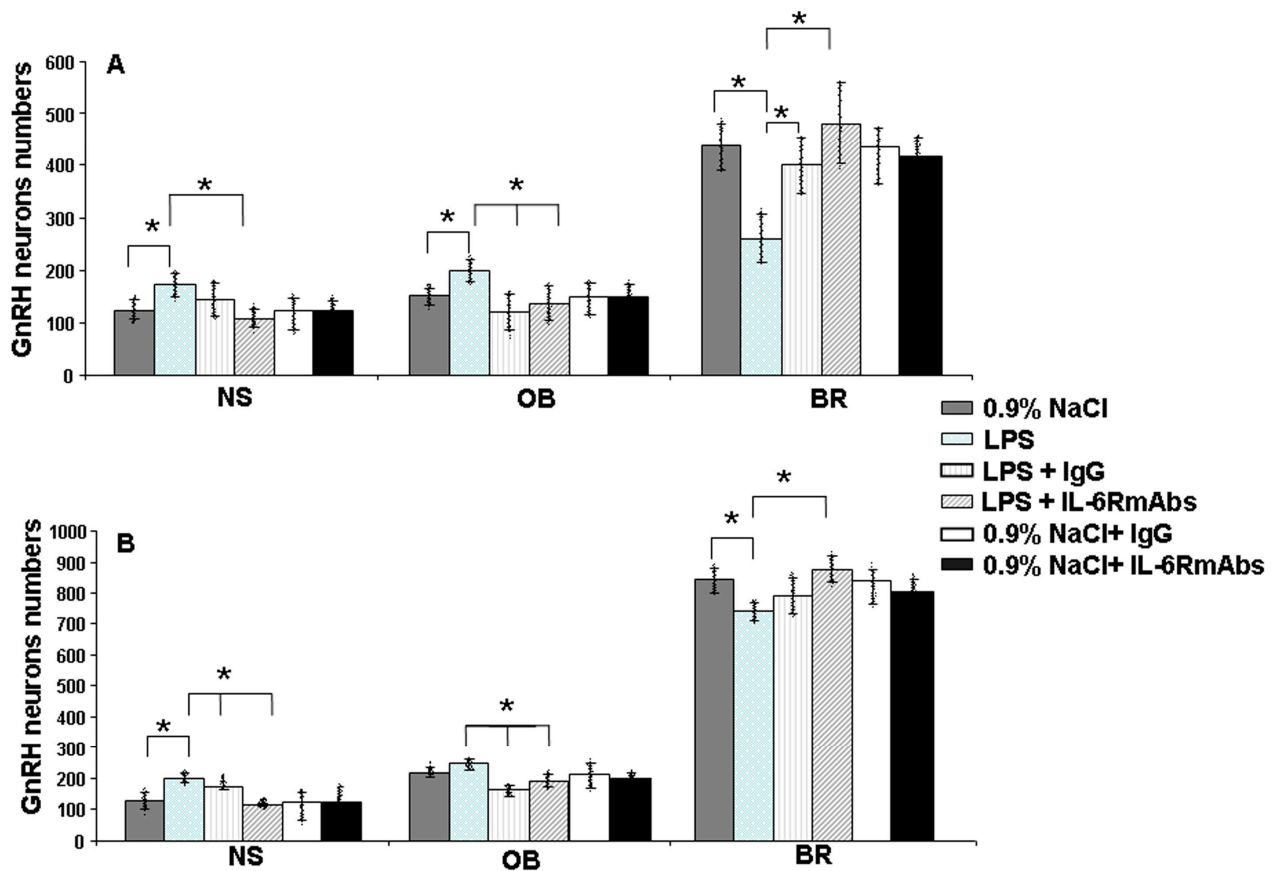 A
GnRH neurons numbers
600
500
400
300
200
100
0
*
*
*
*
*
*
*
NS
OB
BR
0.9% NaCl
LPS
LPS + IgG
LPS + IL-6RmAbs
0.9% NaCl+ IgG
0.9% NaCl+ IL-6RmAbs
B
GnRH neurons numbers
1000
900
800
700
600
500
400
300
200
100
0
*
*
*
*
*
NS
OB
BR